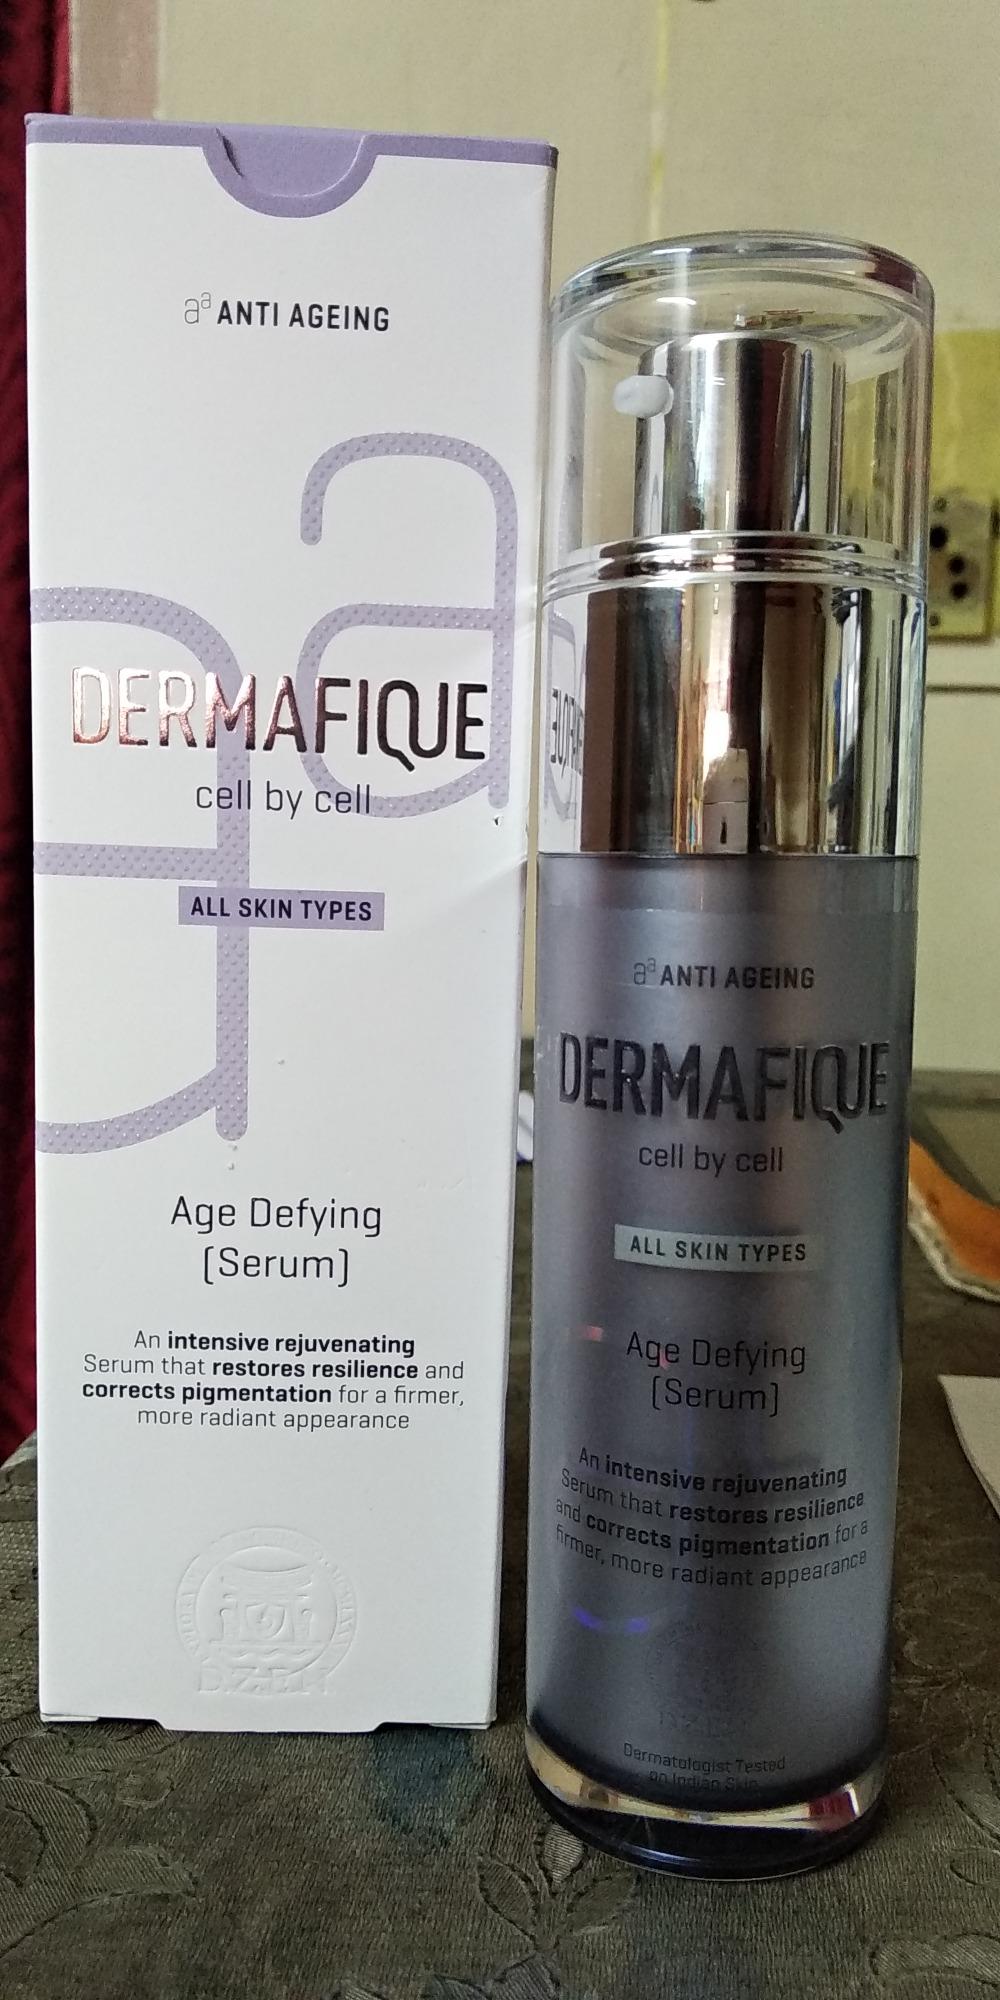 aa ANTI AGEING
DERMAFIQUE
cell by cell
ALL SKIN TYPES
Age Defying
[Serum]
An intensive rejuvenating
Serum that restores resilience and
corrects pigmentation for a firmer,
more radiant appearance
aa ANTI AGEING
DERMAFIQUE
cell by cell
ALL SKIN TYPES
Age Defying
[Serum]
An intensive rejuvenating
Serum that restores resilience
and corrects pigmentation for a
firmer, more radiant appearance
Dermatologist Tested
on Indian Skin